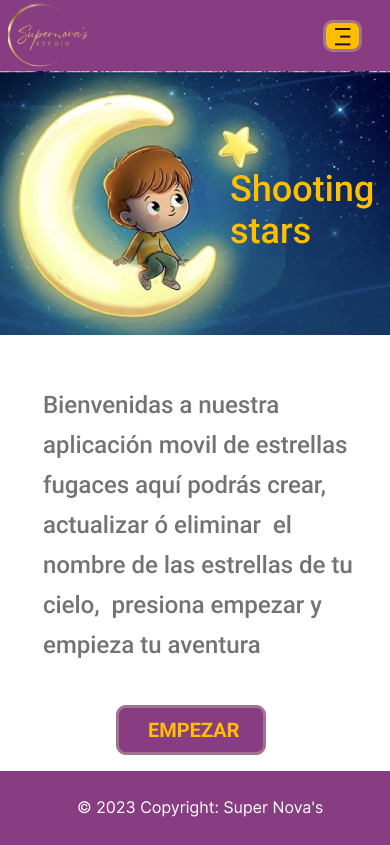 Supernova's
STUDIO
Shooting
stars
Bienvenidas a nuestra
aplicación movil de estrellas
fugaces aquí podrás crear,
actualizar ó eliminar  el
nombre de las estrellas de tu
cielo,  presiona empezar y
empieza tu aventura
EMPEZAR
© 2023 Copyright: Super Nova's